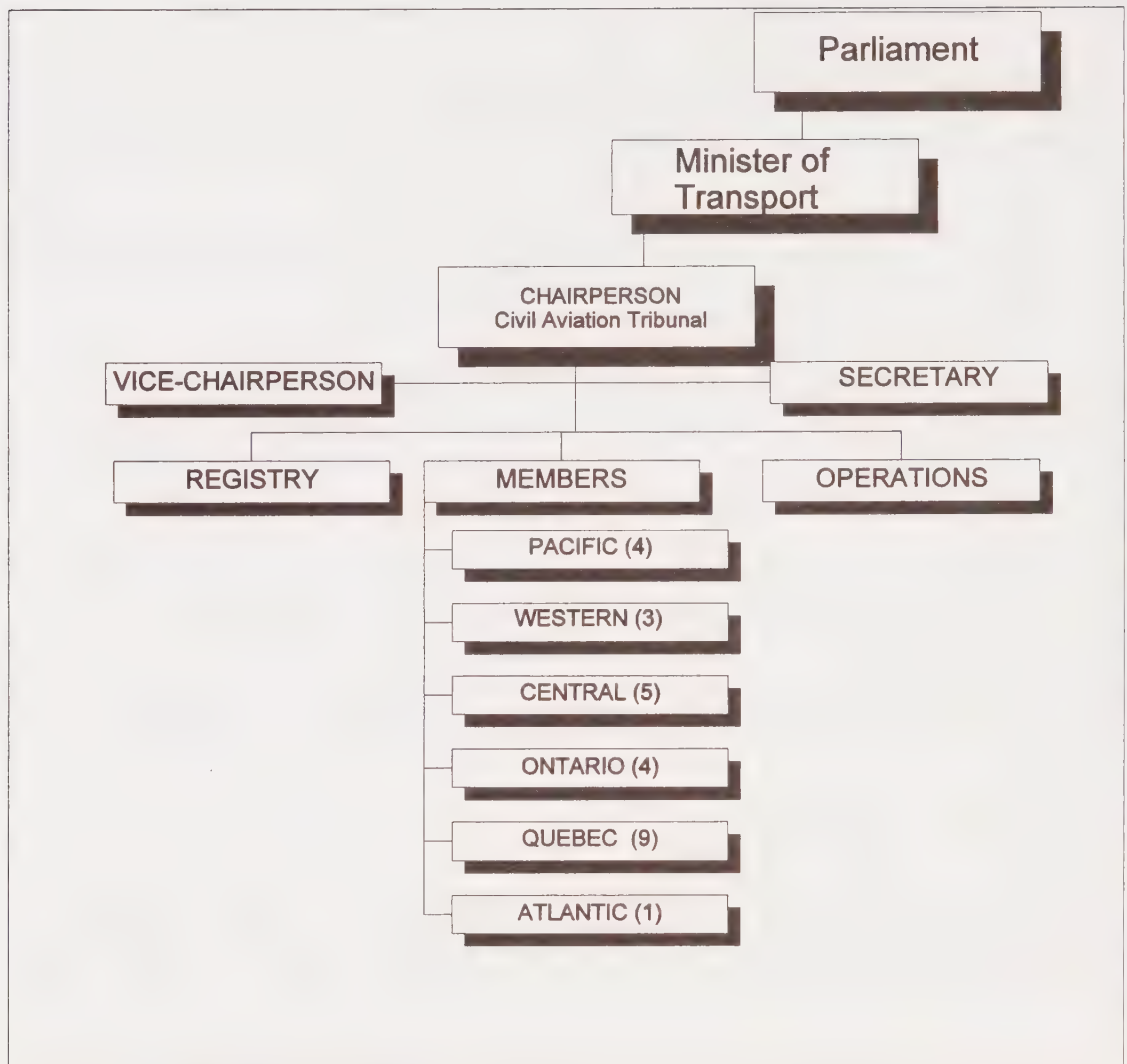 Parliament
Minister of
Transport
CHAIRPERSON
Civil Aviation Tribunal
VICE-CHAIRPERSON
SECRETARY
REGISTRY
MEMBERS
OPERATIONS
PACIFIC (4)
WESTERN (3)
CENTRAL (5)
ONTARIO (4)
QUEBEC (9)
ATLANTIC (1)